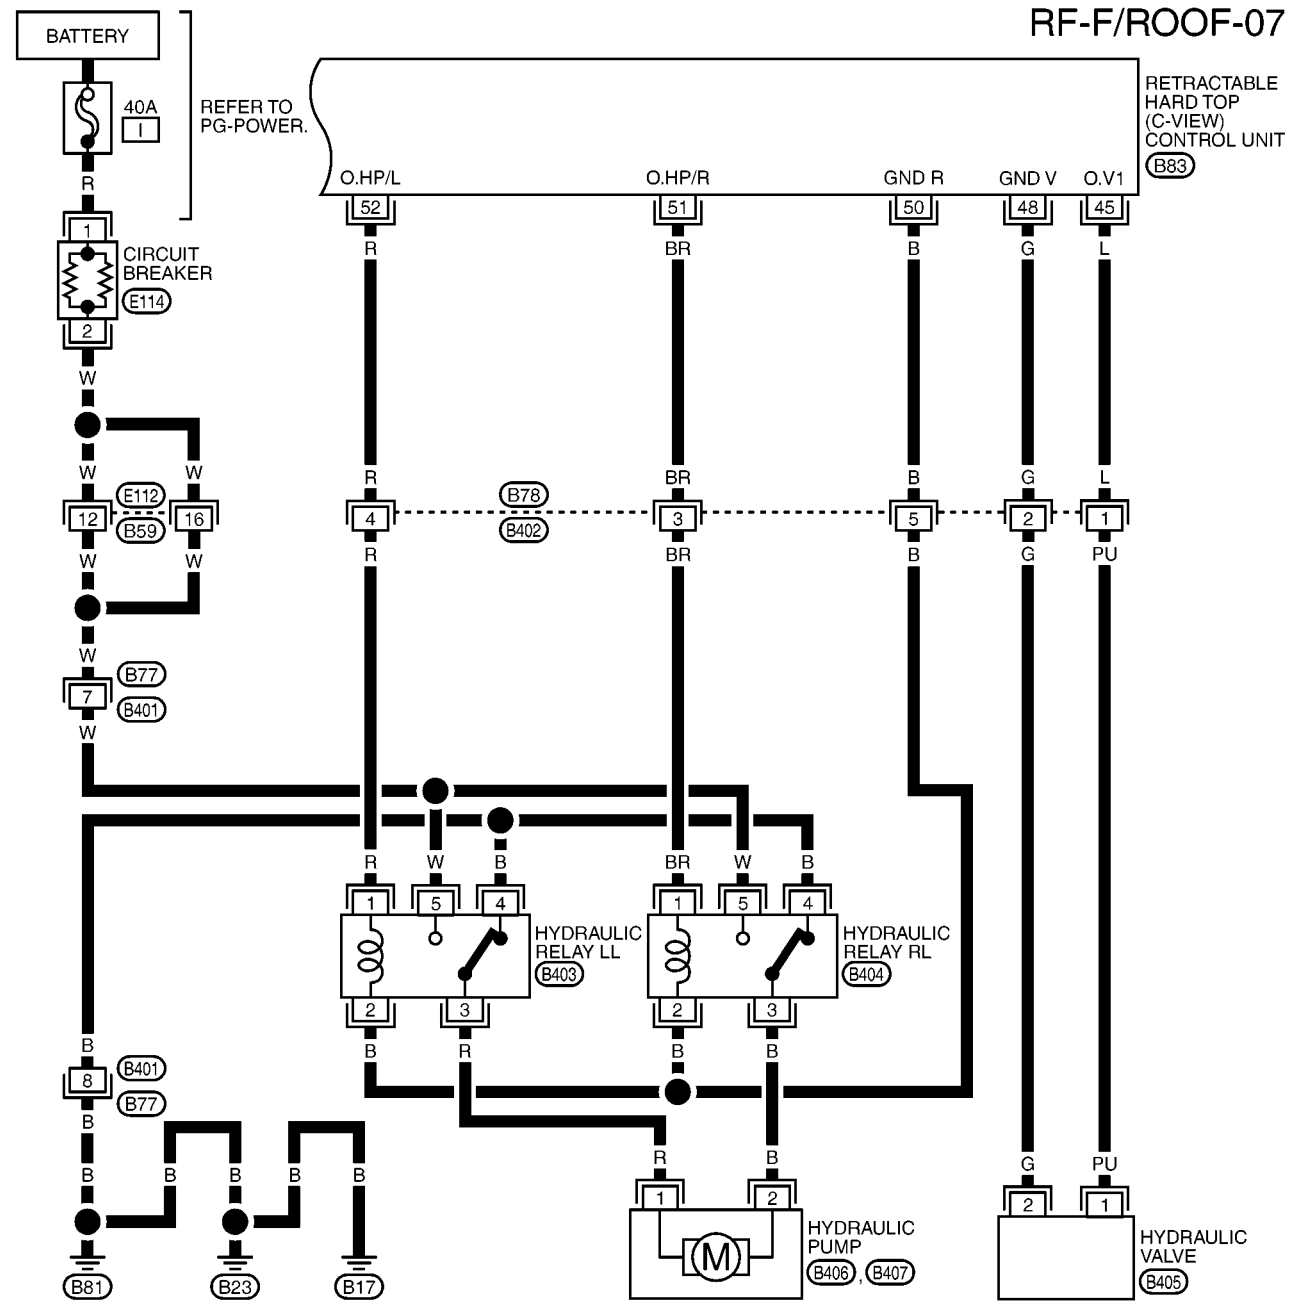 RF-F/ROOF-07
BATTERY
40A
I
REFER TO
PG-POWER.
R
1
CIRCUIT
BREAKER
E114
2
W
RETRACTABLE
HARD TOP
(C-VIEW)
CONTROL UNIT
B83
O.HP/L O.HP/R GND R GND V O.V1
52 51 50 48 45
R BR B G L
W W R BR B G L
E112 B78
12 16 4 3 5 2 1
B59 B402
W W R BR B G PU
W
B77
7
B401
W
R W B BR W B
1 5 4 1 5 4
HYDRAULIC
RELAY LL
B403
HYDRAULIC
RELAY RL
B404
2 3 2 3
B R B B
B
B401
8
B77
B
B B B B B
R B G PU
1 2 2 1
M
HYDRAULIC
PUMP
B406 , B407
HYDRAULIC
VALVE
B405
B81 B23 B17